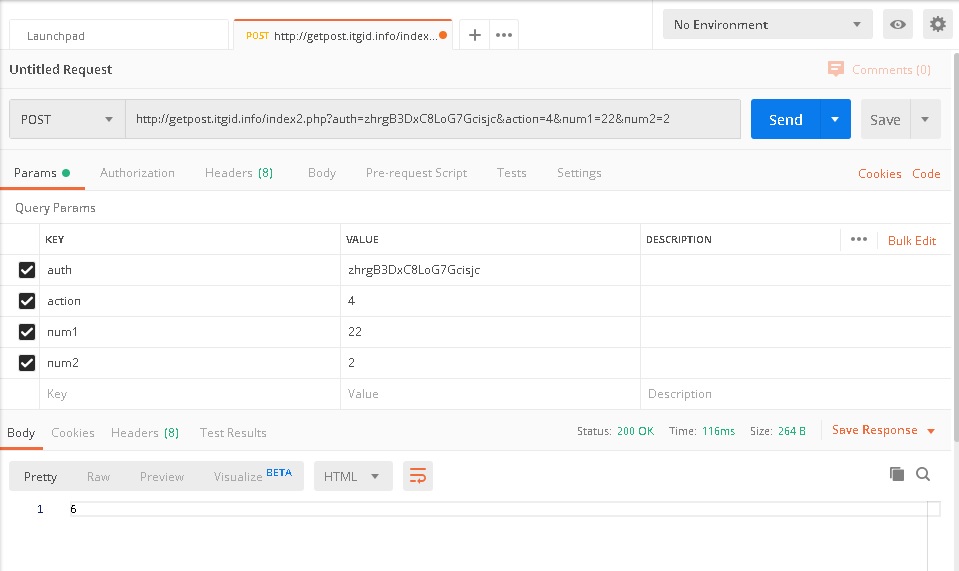 Launchpad POST http://getpost.itgid.info/index... + ••• No Environment
Untitled Request Comments (0)
POST http://getpost.itgid.info/index2.php?auth=zhrgB3DxC8LoG7Gcisjc&action=4&num1=22&num2=2 Send Save
Params Authorization Headers (8) Body Pre-request Script Tests Settings Cookies Code
Query Params
KEY VALUE DESCRIPTION ••• Bulk Edit
auth zhrgB3DxC8LoG7Gcisjc
action 4
num1 22
num2 2
Key Value Description
Body Cookies Headers (8) Test Results Status: 200 OK Time: 116ms Size: 264 B Save Response
Pretty Raw Preview Visualize BETA HTML
1 6